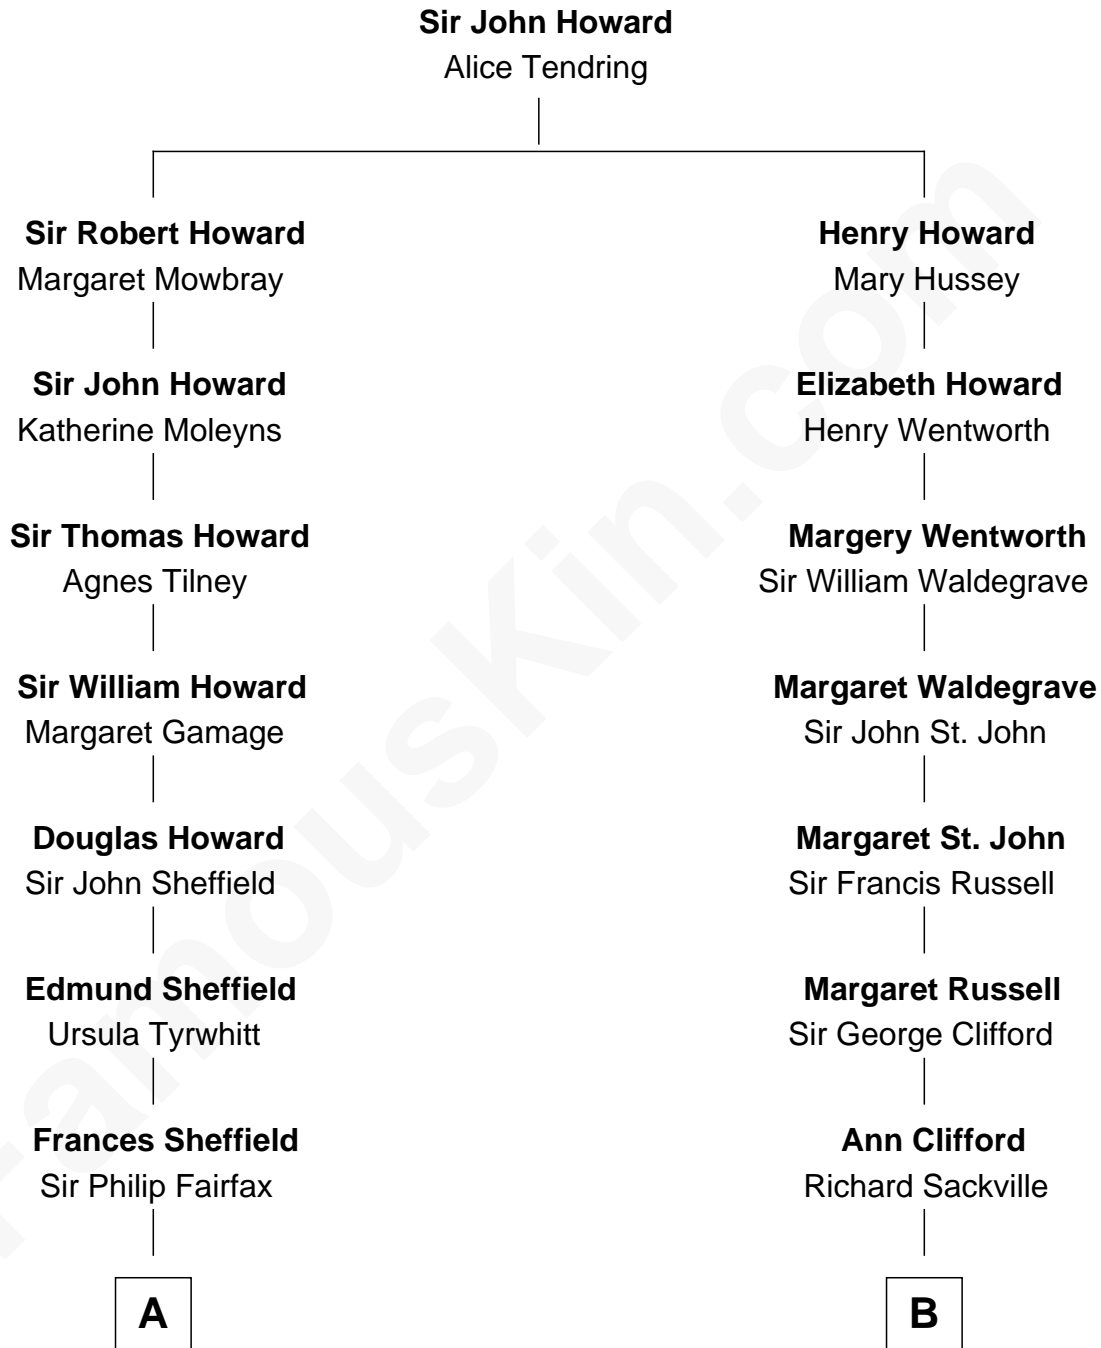 Sir John Howard
Alice Tendring
Sir Robert Howard
Margaret Mowbray
Henry Howard
Mary Hussey
Sir John Howard
Katherine Moleyns
Elizabeth Howard
Henry Wentworth
Sir Thomas Howard
Agnes Tilney
Margery Wentworth
Sir William Waldegrave
Sir William Howard
Margaret Gamage
Margaret Waldegrave
Sir John St. John
Douglas Howard
Sir John Sheffield
Margaret St. John
Sir Francis Russell
Edmund Sheffield
Ursula Tyrwhitt
Margaret Russell
Sir George Clifford
Frances Sheffield
Sir Philip Fairfax
Ann Clifford
Richard Sackville
A
B
FamousKin.com